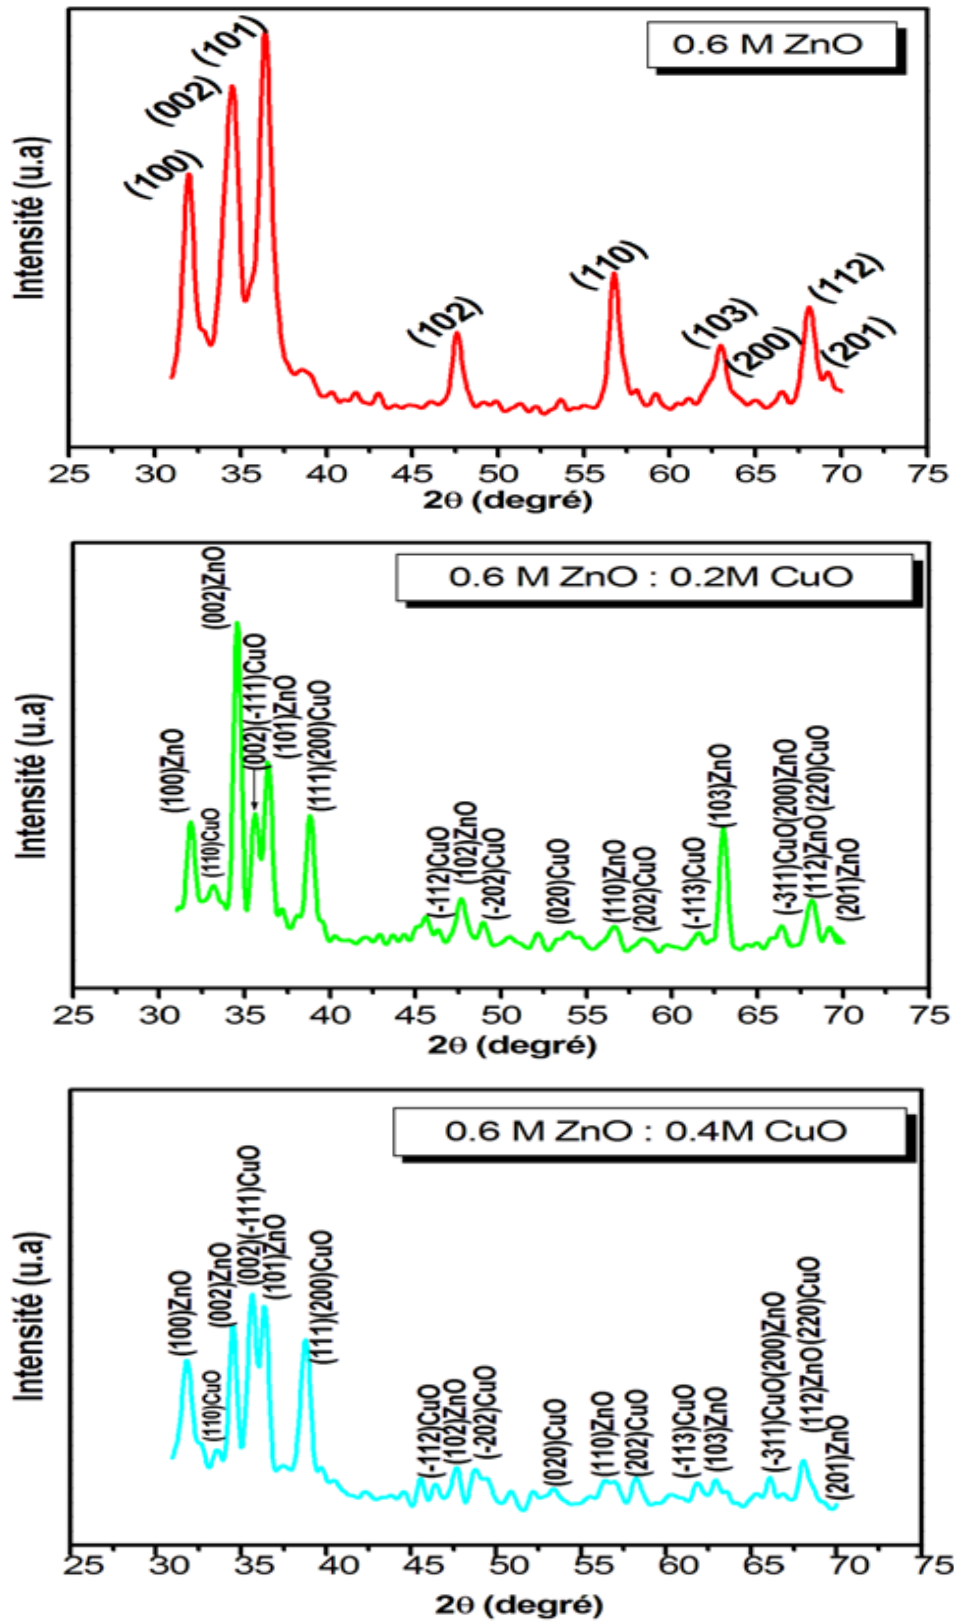 0.6 M ZnO
(101)
(002)
(100)
(110)
(112)
(102)
(103)
(200)
(201)
Intensité (u.a)
25 30 35 40 45 50 55 60 65 70 75
2θ (degré)
0.6 M ZnO : 0.2M CuO
(100)ZnO
(110)CuO
(002)ZnO
(002)(-111)CuO
(101)ZnO
(111)(200)CuO
(-112)CuO
(102)ZnO
(-202)CuO
(020)CuO
(110)ZnO
(202)CuO
(-113)CuO
(103)ZnO
(-311)CuO(200)ZnO
(112)ZnO(220)CuO
(201)ZnO
Intensité (u.a)
25 30 35 40 45 50 55 60 65 70 75
2θ (degré)
0.6 M ZnO : 0.4M CuO
(100)ZnO
(110)CuO
(002)ZnO
(002)(-111)CuO
(101)ZnO
(111)(200)CuO
(-112)CuO
(102)ZnO
(-202)CuO
(020)CuO
(110)ZnO
(202)CuO
(-113)CuO
(103)ZnO
(-311)CuO(200)ZnO
(112)ZnO(220)CuO
(201)ZnO
Intensité (u.a)
25 30 35 40 45 50 55 60 65 70 75
2θ (degré)